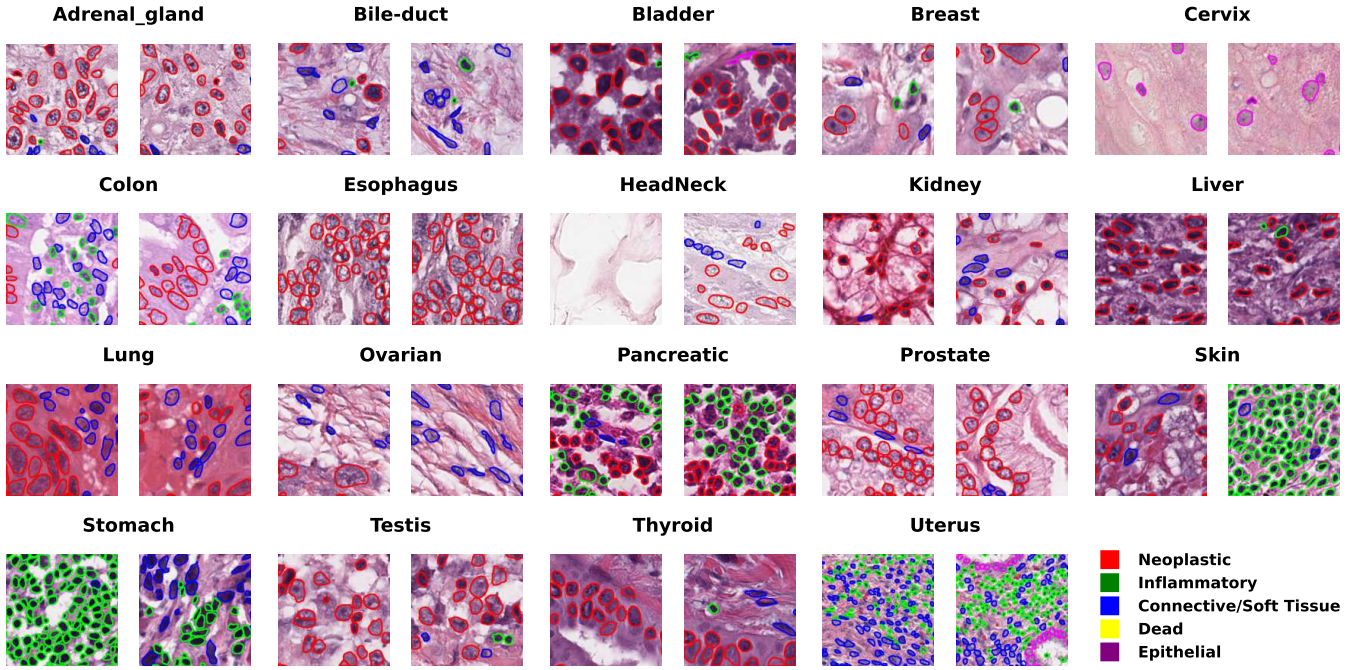 Adrenal_gland
Bile-duct
Bladder
Breast
Cervix
Colon
Esophagus
HeadNeck
Kidney
Liver
Lung
Ovarian
Pancreatic
Prostate
Skin
Stomach
Testis
Thyroid
Uterus
Neoplastic
Inflammatory
Connective/Soft Tissue
Dead
Epithelial